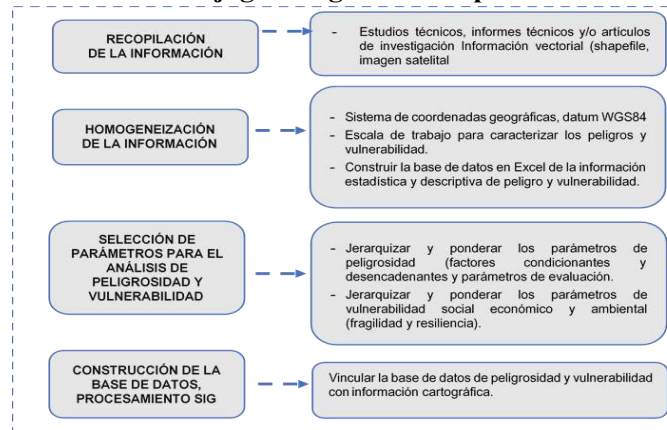 RECOPILACIÓN
DE LA INFORMACIÓN
- Estudios técnicos, informes técnicos y/o artículos
de investigación Información vectorial (shapefile,
imagen satelital
HOMOGENEIZACIÓN
DE LA INFORMACIÓN
- Sistema de coordenadas geográficas, datum WGS84
- Escala de trabajo para caracterizar los peligros y
vulnerabilidad.
- Construir la base de datos en Excel de la información
estadística y descriptiva de peligro y vulnerabilidad.
SELECCIÓN DE
PARÁMETROS PARA EL
ANÁLISIS DE
PELIGROSIDAD Y
VULNERABILIDAD
- Jerarquizar y ponderar los parámetros de
peligrosidad (factores condicionantes y
desencadenantes y parámetros de evaluación.
- Jerarquizar y ponderar los parámetros de
vulnerabilidad social económico y ambiental
(fragilidad y resiliencia).
CONSTRUCCIÓN DE LA
BASE DE DATOS,
PROCESAMIENTO SIG
Vincular la base de datos de peligrosidad y vulnerabilidad
con información cartográfica.